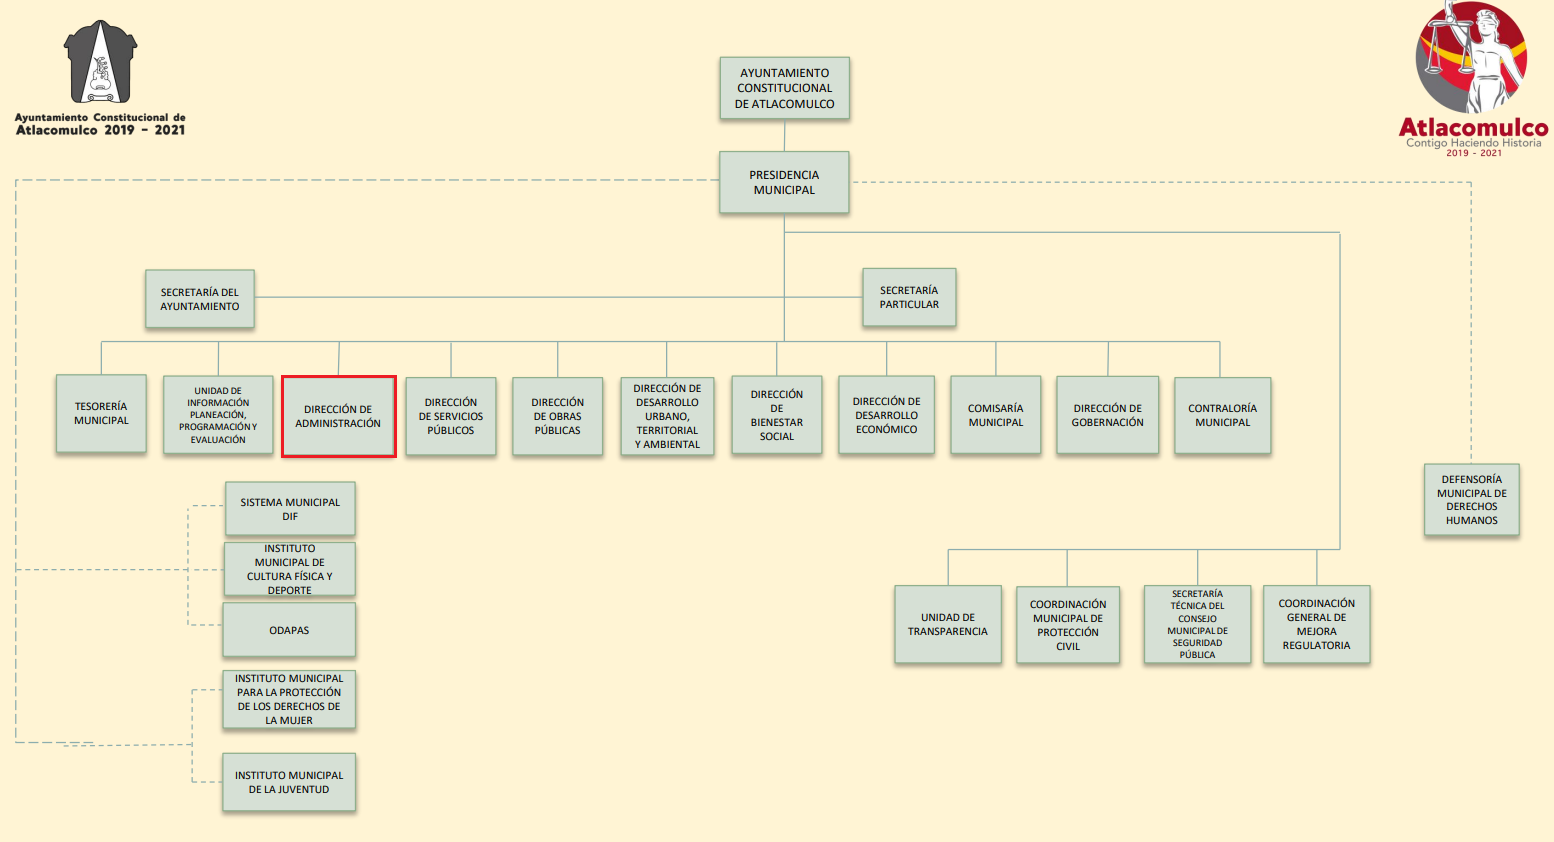 Ayuntamiento Constitucional de
Atlacomulco 2019 - 2021
Atlacomulco
Contigo Haciendo Historia
2019 - 2021
AYUNTAMIENTO
CONSTITUCIONAL
DE ATLACOMULCO
PRESIDENCIA
MUNICIPAL
SECRETARÍA DEL
AYUNTAMIENTO
SECRETARÍA
PARTICULAR
TESORERÍA
MUNICIPAL
UNIDAD DE
INFORMACIÓN
PLANEACIÓN,
PROGRAMACIÓN Y
EVALUACIÓN
DIRECCIÓN DE
ADMINISTRACIÓN
DIRECCIÓN
DE SERVICIOS
PÚBLICOS
DIRECCIÓN
DE OBRAS
PÚBLICAS
DIRECCIÓN DE
DESARROLLO
URBANO,
TERRITORIAL
Y AMBIENTAL
DIRECCIÓN
DE
BIENESTAR
SOCIAL
DIRECCIÓN DE
DESARROLLO
ECONÓMICO
COMISARÍA
MUNICIPAL
DIRECCIÓN DE
GOBERNACIÓN
CONTRALORÍA
MUNICIPAL
SISTEMA MUNICIPAL
DIF
INSTITUTO
MUNICIPAL DE
CULTURA FÍSICA Y
DEPORTE
ODAPAS
INSTITUTO MUNICIPAL
PARA LA PROTECCIÓN
DE LOS DERECHOS DE
LA MUJER
INSTITUTO MUNICIPAL
DE LA JUVENTUD
DEFENSORÍA
MUNICIPAL DE
DERECHOS
HUMANOS
UNIDAD DE
TRANSPARENCIA
COORDINACIÓN
MUNICIPAL DE
PROTECCIÓN
CIVIL
SECRETARÍA
TÉCNICA DEL
CONSEJO
MUNICIPAL DE
SEGURIDAD
PÚBLICA
COORDINACIÓN
GENERAL DE
MEJORA
REGULATORIA